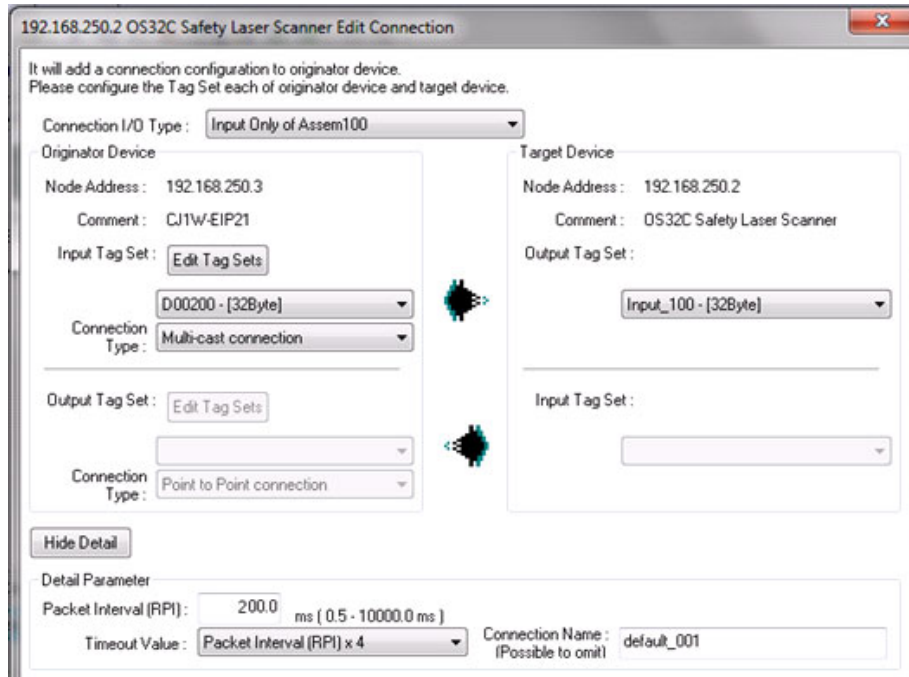 192.168.250.2 OS32C Safety Laser Scanner Edit Connection
It will add a connection configuration to originator device.
Please configure the Tag Set each of originator device and target device.
Connection I/O Type : Input Only of Assem100
Originator Device
Node Address : 192.168.250.3
Comment : CJ1W-EIP21
Input Tag Set : Edit Tag Sets
D00200 - [32Byte]
Connection Type : Multi-cast connection
Output Tag Set : Edit Tag Sets
Connection Type : Point to Point connection
Target Device
Node Address : 192.168.250.2
Comment : OS32C Safety Laser Scanner
Output Tag Set :
Input_100 - [32Byte]
Input Tag Set :
Hide Detail
Detail Parameter
Packet Interval (RPI) : 200.0 ms ( 0.5 - 10000.0 ms )
Timeout Value : Packet Interval (RPI) x 4
Connection Name : default_001
(Possible to omit)